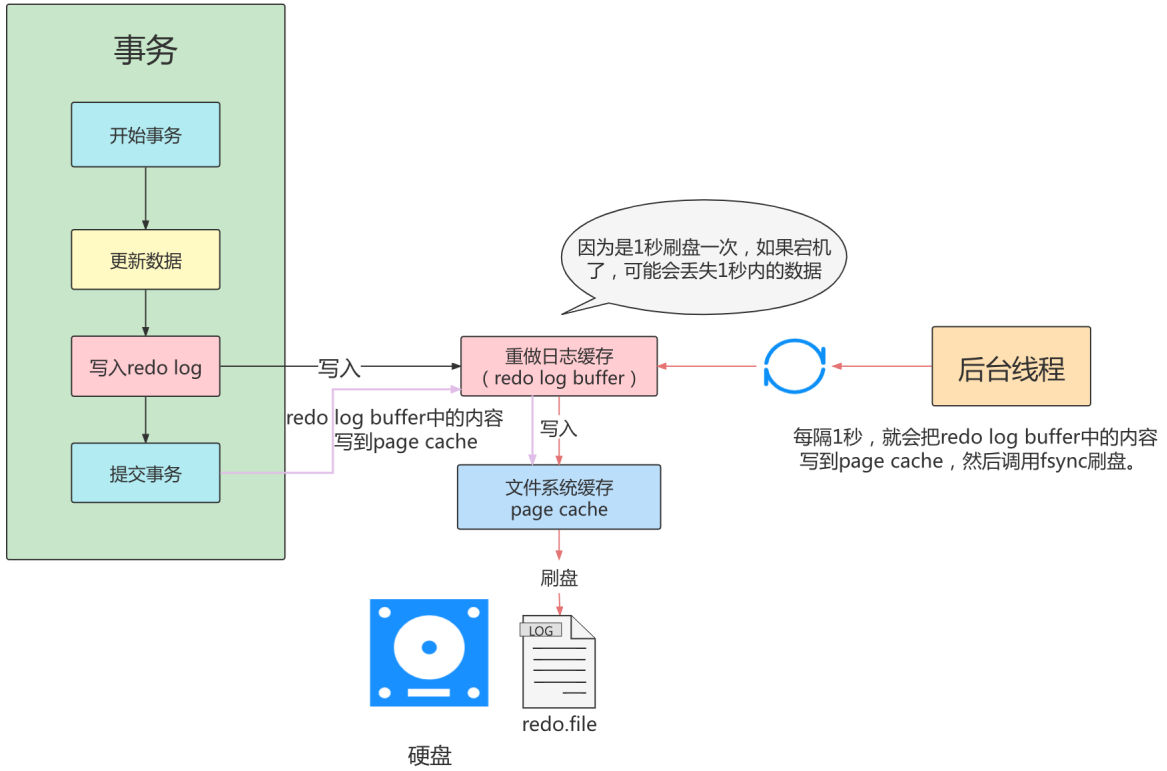 事务
开始事务
更新数据
写入redo log
提交事务
写入
redo log buffer中的内容
写到page cache
因为是1秒刷盘一次，如果宕机
了，可能会丢失1秒内的数据
重做日志缓存
（redo log buffer）
写入
文件系统缓存
page cache
刷盘
LOG
redo.file
硬盘
后台线程
每隔1秒，就会把redo log buffer中的内容
写到page cache，然后调用fsync刷盘。